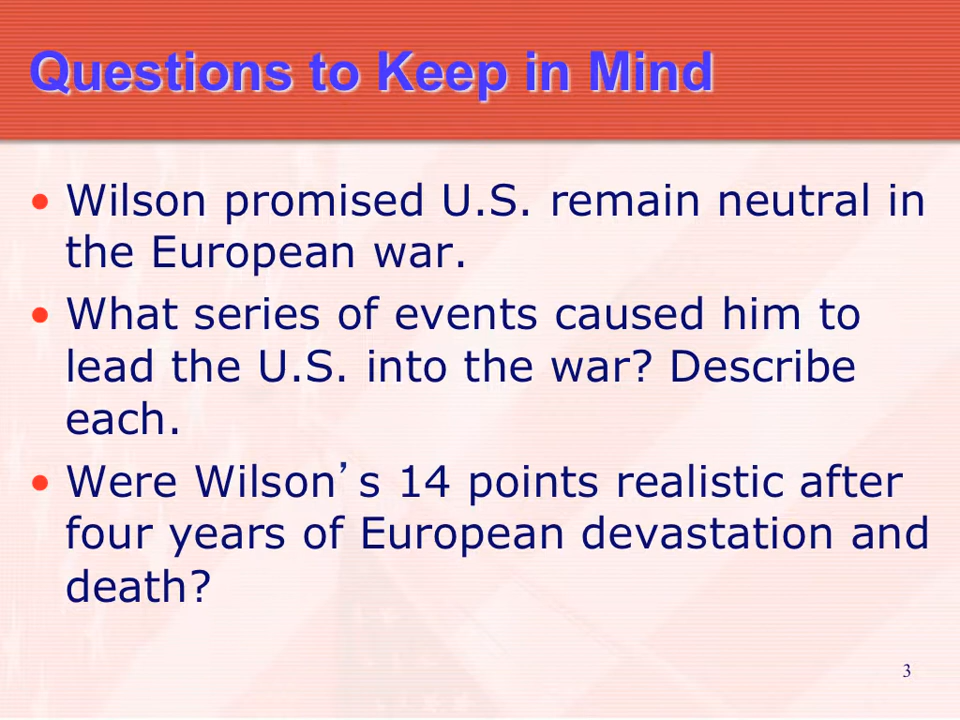 Questions to Keep in Mind
• Wilson promised U.S. remain neutral in
the European war.
• What series of events caused him to
lead the U.S. into the war? Describe
each.
• Were Wilson’s 14 points realistic after
four years of European devastation and
death?
3